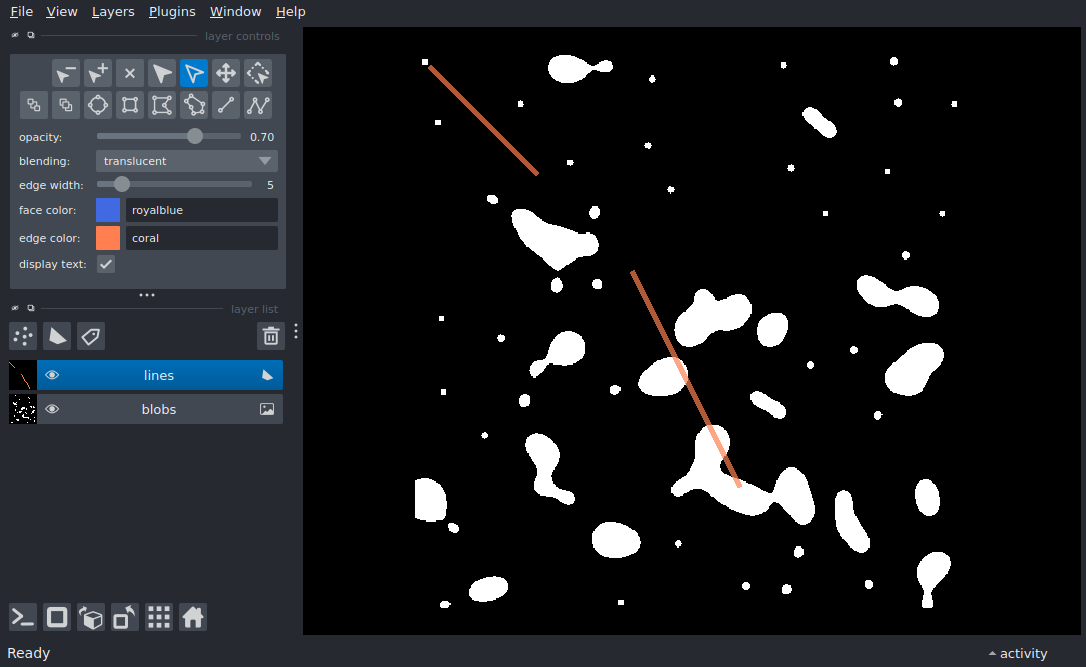 File View Layers Plugins Window Help
layer controls
opacity: 0.70
blending: translucent
edge width: 5
face color: royalblue
edge color: coral
display text:
layer list
lines
blobs
Ready
activity